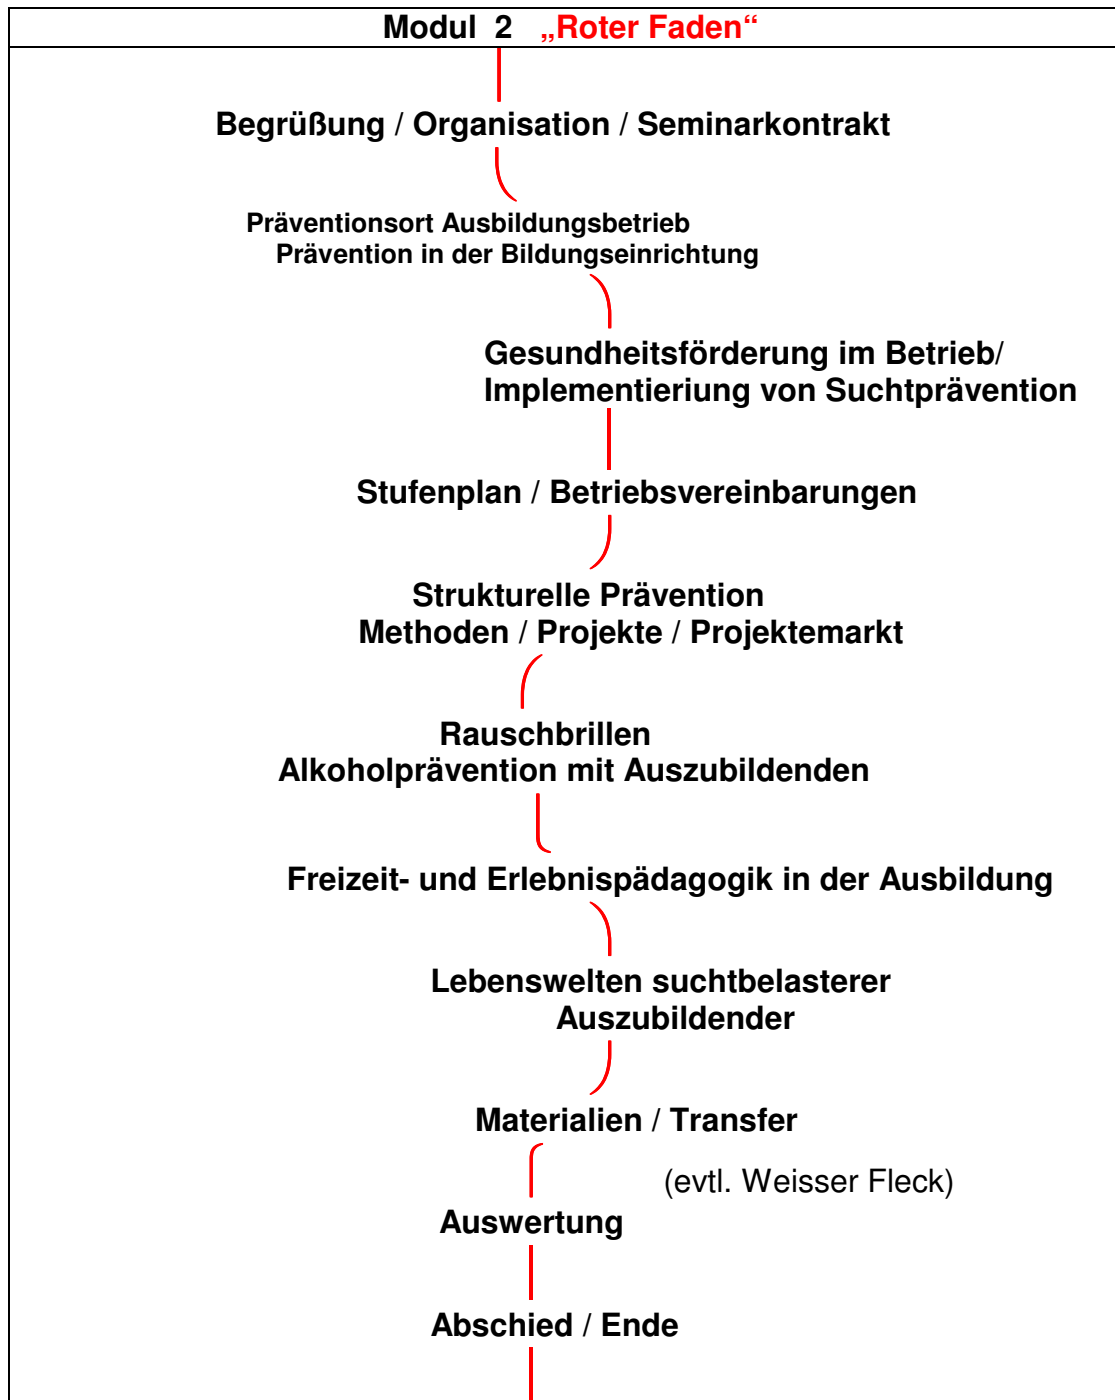 Modul 2 „Roter Faden“
Begrüßung / Organisation / Seminarkontrakt
Präventionsort Ausbildungsbetrieb
Prävention in der Bildungseinrichtung
Gesundheitsförderung im Betrieb/
Implementieriung von Suchtprävention
Stufenplan / Betriebsvereinbarungen
Strukturelle Prävention
Methoden / Projekte / Projektemarkt
Rauschbrillen
Alkoholprävention mit Auszubildenden
Freizeit- und Erlebnispädagogik in der Ausbildung
Lebenswelten suchtbelasterer
Auszubildender
Materialien / Transfer
(evtl. Weisser Fleck)
Auswertung
Abschied / Ende